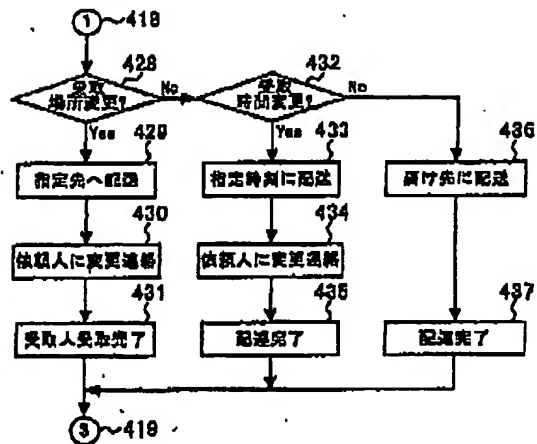 1 418
428
受取
場所変更?
No
432
受取
時間変更?
No
Yes
Yes
429
指定先へ配送
433
指定時刻に配送
436
届け先に配送
430
依頼人に変更連絡
434
依頼人に変更連絡
431
受取人受取完了
435
配達完了
437
配達完了
3 419